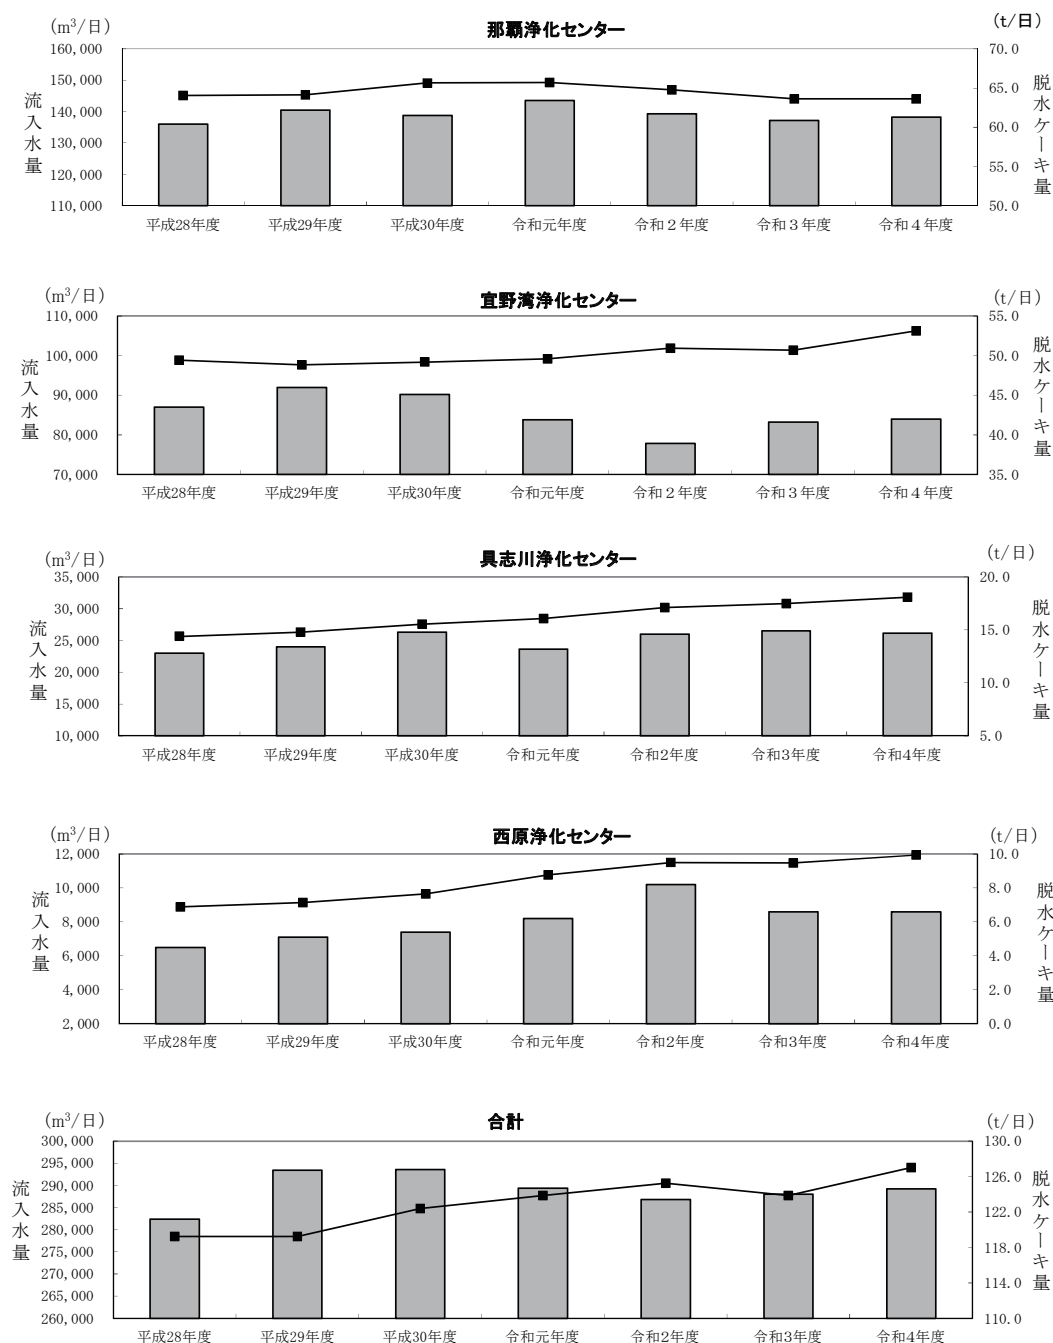 (m³/日) 那覇浄化センター (t/日)
160,000 70.0
150,000 65.0
140,000 60.0
130,000 55.0
120,000
110,000 50.0
流入水量
脱水ケーキ量
平成28年度 平成29年度 平成30年度 令和元年度 令和２年度 令和３年度 令和４年度
(m³/日) 宜野湾浄化センター (t/日)
110,000 55.0
100,000 50.0
90,000 45.0
80,000 40.0
70,000 35.0
流入水量
脱水ケーキ量
平成28年度 平成29年度 平成30年度 令和元年度 令和２年度 令和３年度 令和４年度
(m³/日) 具志川浄化センター (t/日)
35,000 20.0
30,000
25,000 15.0
20,000 10.0
15,000
10,000 5.0
流入水量
脱水ケーキ量
平成28年度 平成29年度 平成30年度 令和元年度 令和2年度 令和3年度 令和4年度
(m³/日) 西原浄化センター (t/日)
12,000 10.0
10,000 8.0
8,000 6.0
6,000 4.0
4,000 2.0
2,000 0.0
流入水量
脱水ケーキ量
平成28年度 平成29年度 平成30年度 令和元年度 令和2年度 令和3年度 令和4年度
(m³/日) 合計 (t/日)
300,000 130.0
295,000 126.0
290,000
285,000 122.0
280,000 118.0
275,000
270,000 114.0
265,000
260,000 110.0
流入水量
脱水ケーキ量
平成28年度 平成29年度 平成30年度 令和元年度 令和2年度 令和3年度 令和4年度